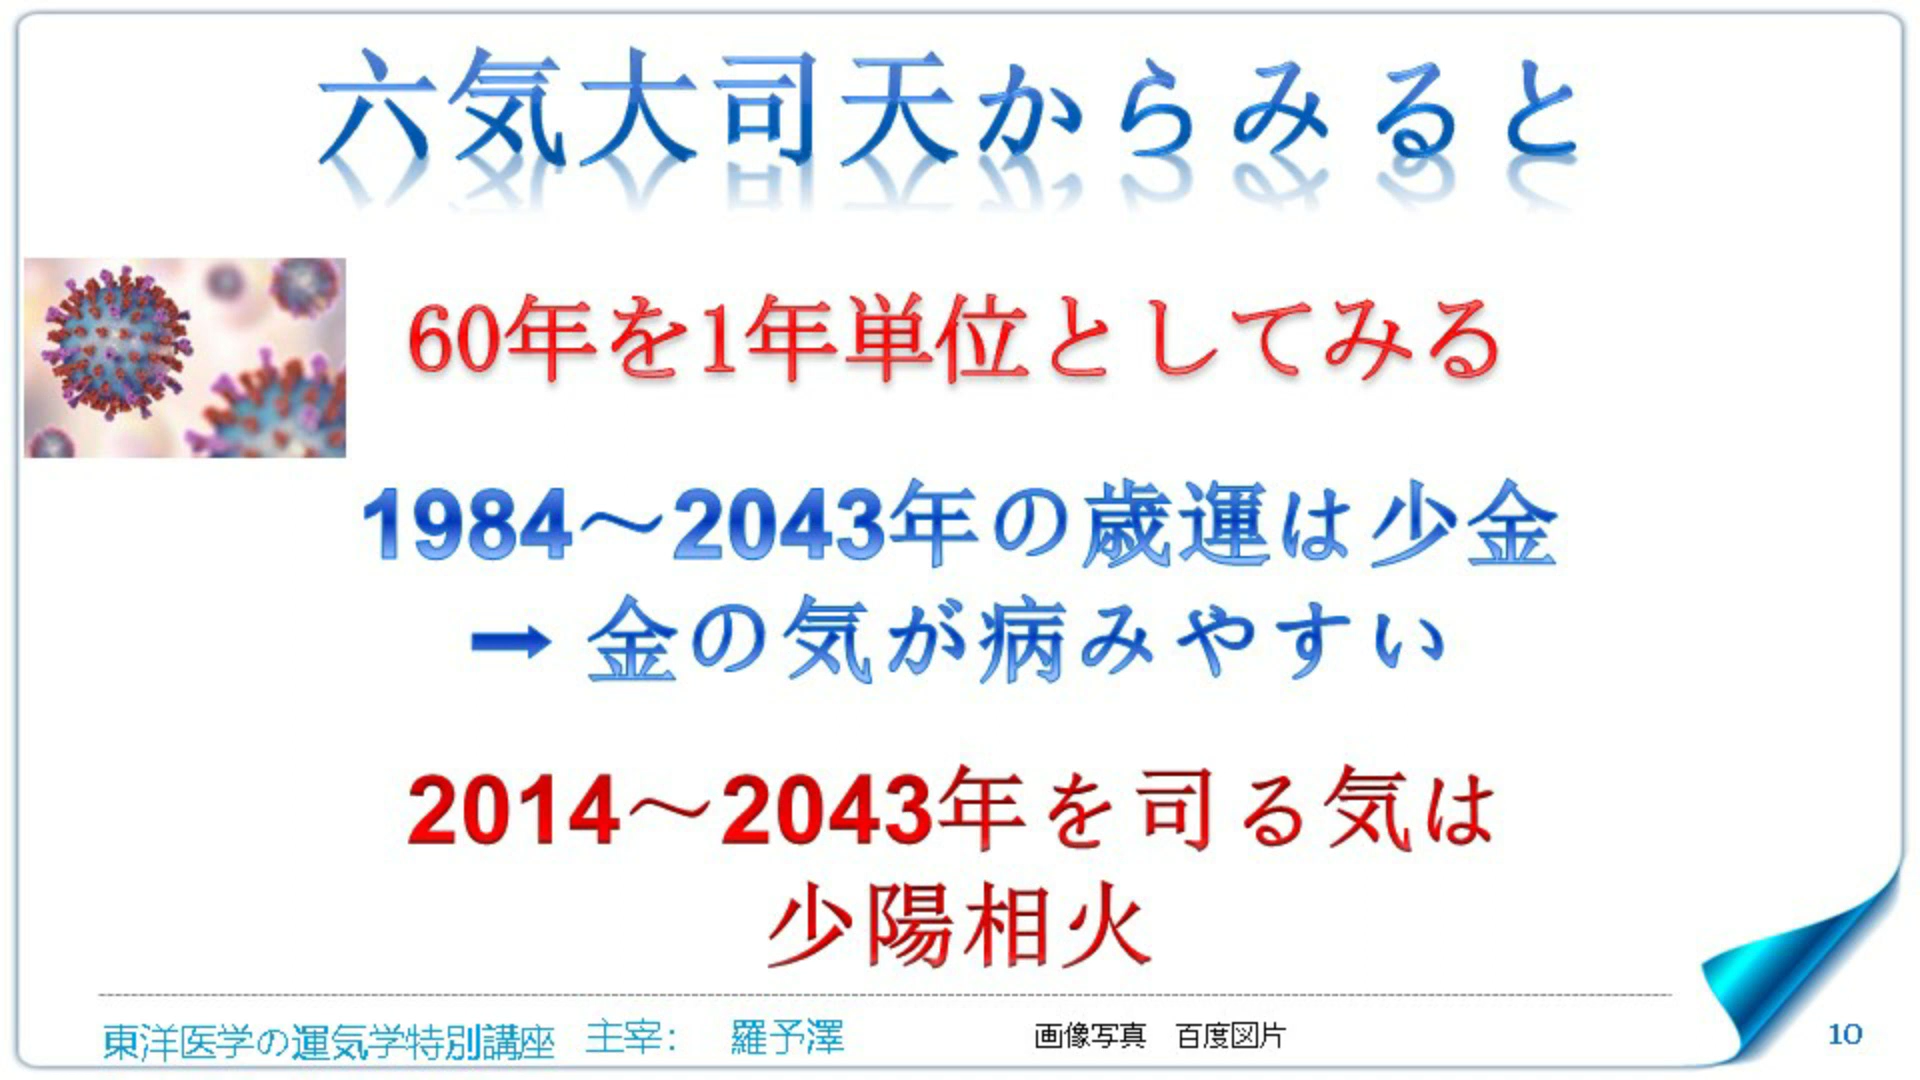 六気大司天からみると
60年を1年単位としてみる
1984～2043年の歳運は少金
➡ 金の気が病みやすい
2014～2043年を司る気は
少陽相火
東洋医学の運気学特別講座 主宰： 羅予澤
画像写真 百度図片
10